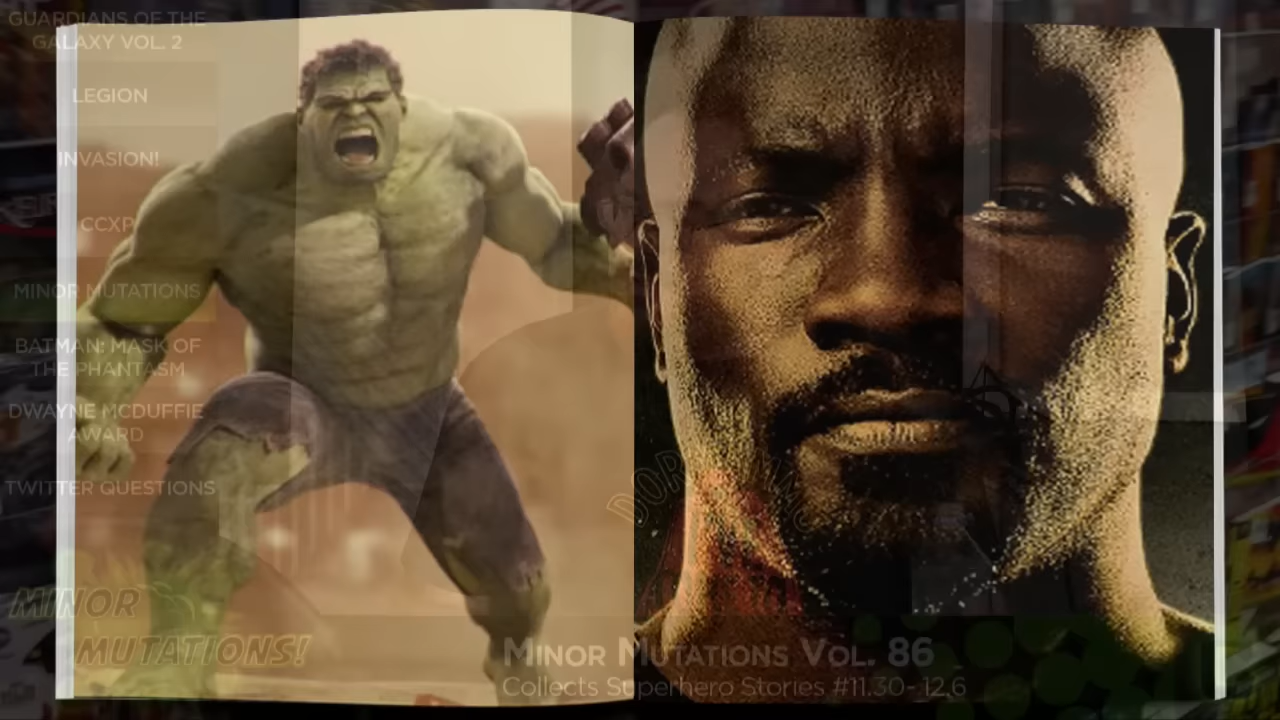 GUARDIANS OF THE
GALAXY VOL. 2
LEGION
INVASION!
CCXP
MINOR MUTATIONS
BATMAN: MASK OF
THE PHANTASM
DWAYNE MCDUFFIE
AWARD
TWITTER QUESTIONS
MINOR
MUTATIONS!
MINOR MUTATIONS VOL. 86
Collects Superhero Stories #11.30-.12.6